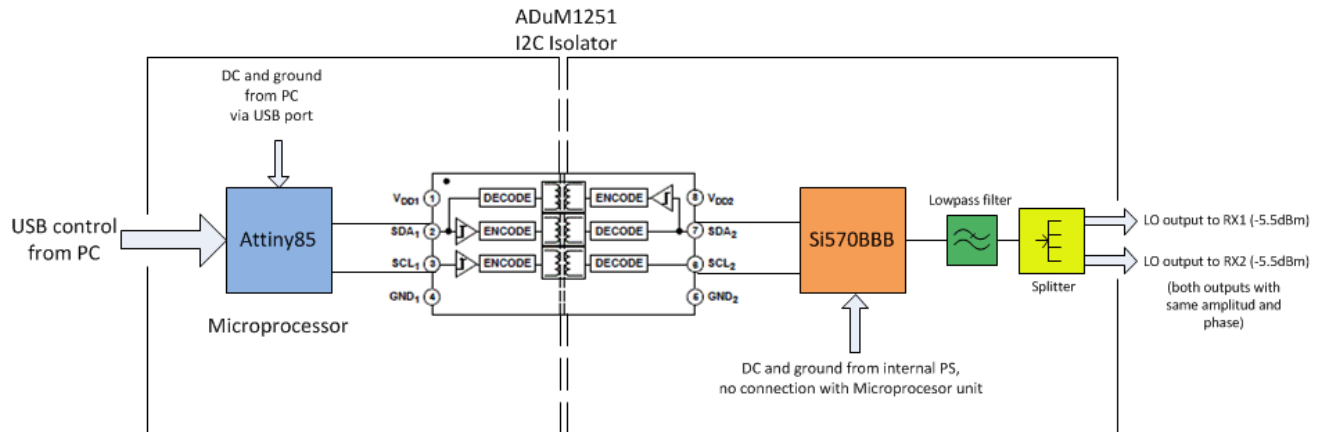 ADuM1251
I2C Isolator
DC and ground
from PC
via USB port
USB control
from PC
Attiny85
Microprocessor
VDD1 1
SDA1 2
SCL1 3
GND1 4
DECODE
ENCODE
ENCODE
ENCODE
DECODE
DECODE
8 VDD2
7 SDA2
6 SCL2
5 GND2
Si570BBB
DC and ground from internal PS,
no connection with Microprocesor unit
Lowpass filter
Splitter
LO output to RX1 (-5.5dBm)
LO output to RX2 (-5.5dBm)
(both outputs with
same amplitud and
phase)